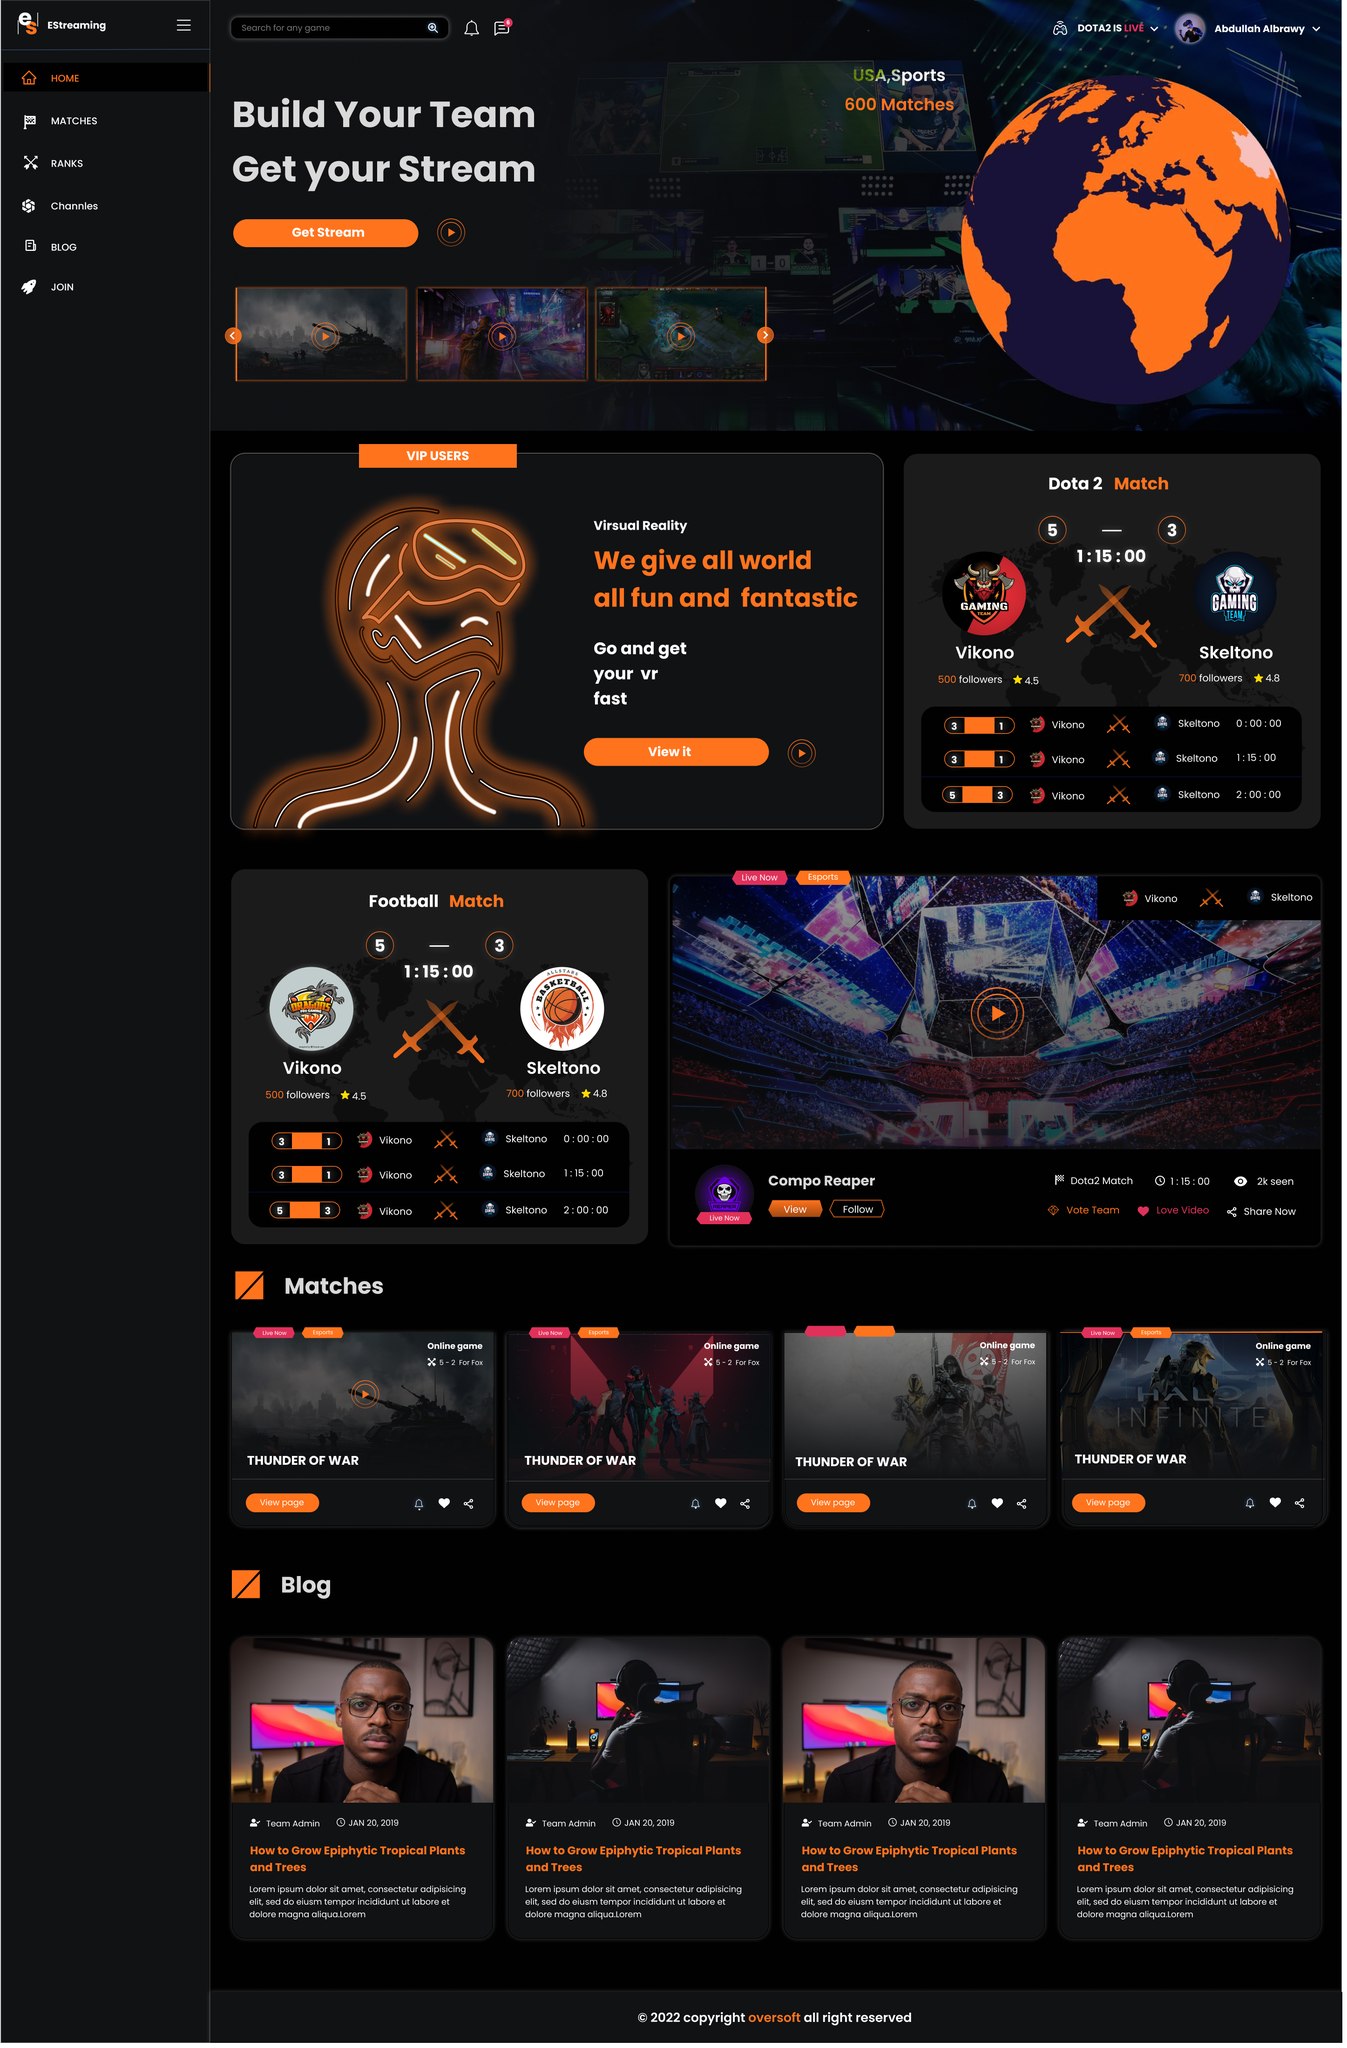 es EStreaming
HOME
MATCHES
RANKS
Channles
BLOG
JOIN
Search for any game
DOTA2 IS LIVE
Abdullah Albrawy
USA,Sports
600 Matches
Build Your Team
Get your Stream
Get Stream
VIP USERS
Virsual Reality
We give all world
all fun and fantastic
Go and get
your vr
fast
View it
Dota 2 Match
5 — 3
1 : 15 : 00
GAMING TEAM
GAMING TEAM
Vikono
Skeltono
500 followers 4.5
700 followers 4.8
3 1 Vikono Skeltono 0 : 00 : 00
3 1 Vikono Skeltono 1 : 15 : 00
5 3 Vikono Skeltono 2 : 00 : 00
Football Match
5 — 3
1 : 15 : 00
DRAGONS
ALLSTARS
BASKETBALL
Vikono
Skeltono
500 followers 4.5
700 followers 4.8
3 1 Vikono Skeltono 0 : 00 : 00
3 1 Vikono Skeltono 1 : 15 : 00
5 3 Vikono Skeltono 2 : 00 : 00
Live Now Esports
Vikono Skeltono
Compo Reaper
Live Now
View Follow
Dota2 Match 1 : 15 : 00 2k seen
Vote Team Love Video Share Now
Matches
Live Now Esports
Online game
5 - 2 For Fox
THUNDER OF WAR
View page
Live Now Esports
Online game
5 - 2 For Fox
THUNDER OF WAR
View page
Online game
5 - 2 For Fox
THUNDER OF WAR
View page
Live Now Esports
Online game
5 - 2 For Fox
HALO
INFINITE
THUNDER OF WAR
View page
Blog
Team Admin JAN 20, 2019
How to Grow Epiphytic Tropical Plants
and Trees
Lorem ipsum dolor sit amet, consectetur adipisicing
elit, sed do eiusm tempor incididunt ut labore et
dolore magna aliqua.Lorem
Team Admin JAN 20, 2019
How to Grow Epiphytic Tropical Plants
and Trees
Lorem ipsum dolor sit amet, consectetur adipisicing
elit, sed do eiusm tempor incididunt ut labore et
dolore magna aliqua.Lorem
Team Admin JAN 20, 2019
How to Grow Epiphytic Tropical Plants
and Trees
Lorem ipsum dolor sit amet, consectetur adipisicing
elit, sed do eiusm tempor incididunt ut labore et
dolore magna aliqua.Lorem
Team Admin JAN 20, 2019
How to Grow Epiphytic Tropical Plants
and Trees
Lorem ipsum dolor sit amet, consectetur adipisicing
elit, sed do eiusm tempor incididunt ut labore et
dolore magna aliqua.Lorem
© 2022 copyright oversoft all right reserved